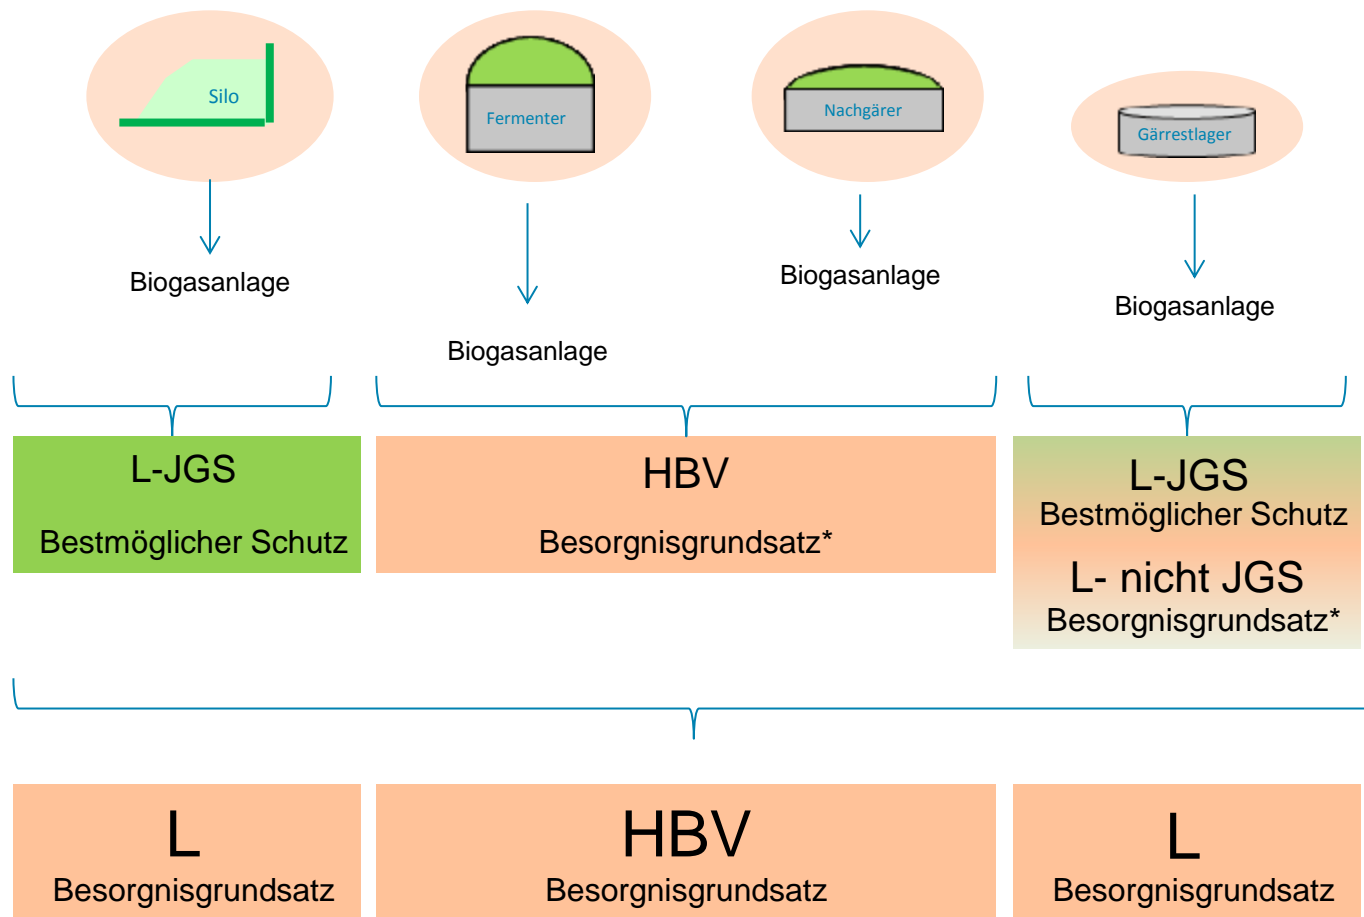 Silo
Fermenter
Nachgärer
Gärrestlager
Biogasanlage
Biogasanlage
Biogasanlage
Biogasanlage
L-JGS
Bestmöglicher Schutz
HBV
Besorgnisgrundsatz*
L-JGS
Bestmöglicher Schutz
L- nicht JGS
Besorgnisgrundsatz*
L
Besorgnisgrundsatz
HBV
Besorgnisgrundsatz
L
Besorgnisgrundsatz